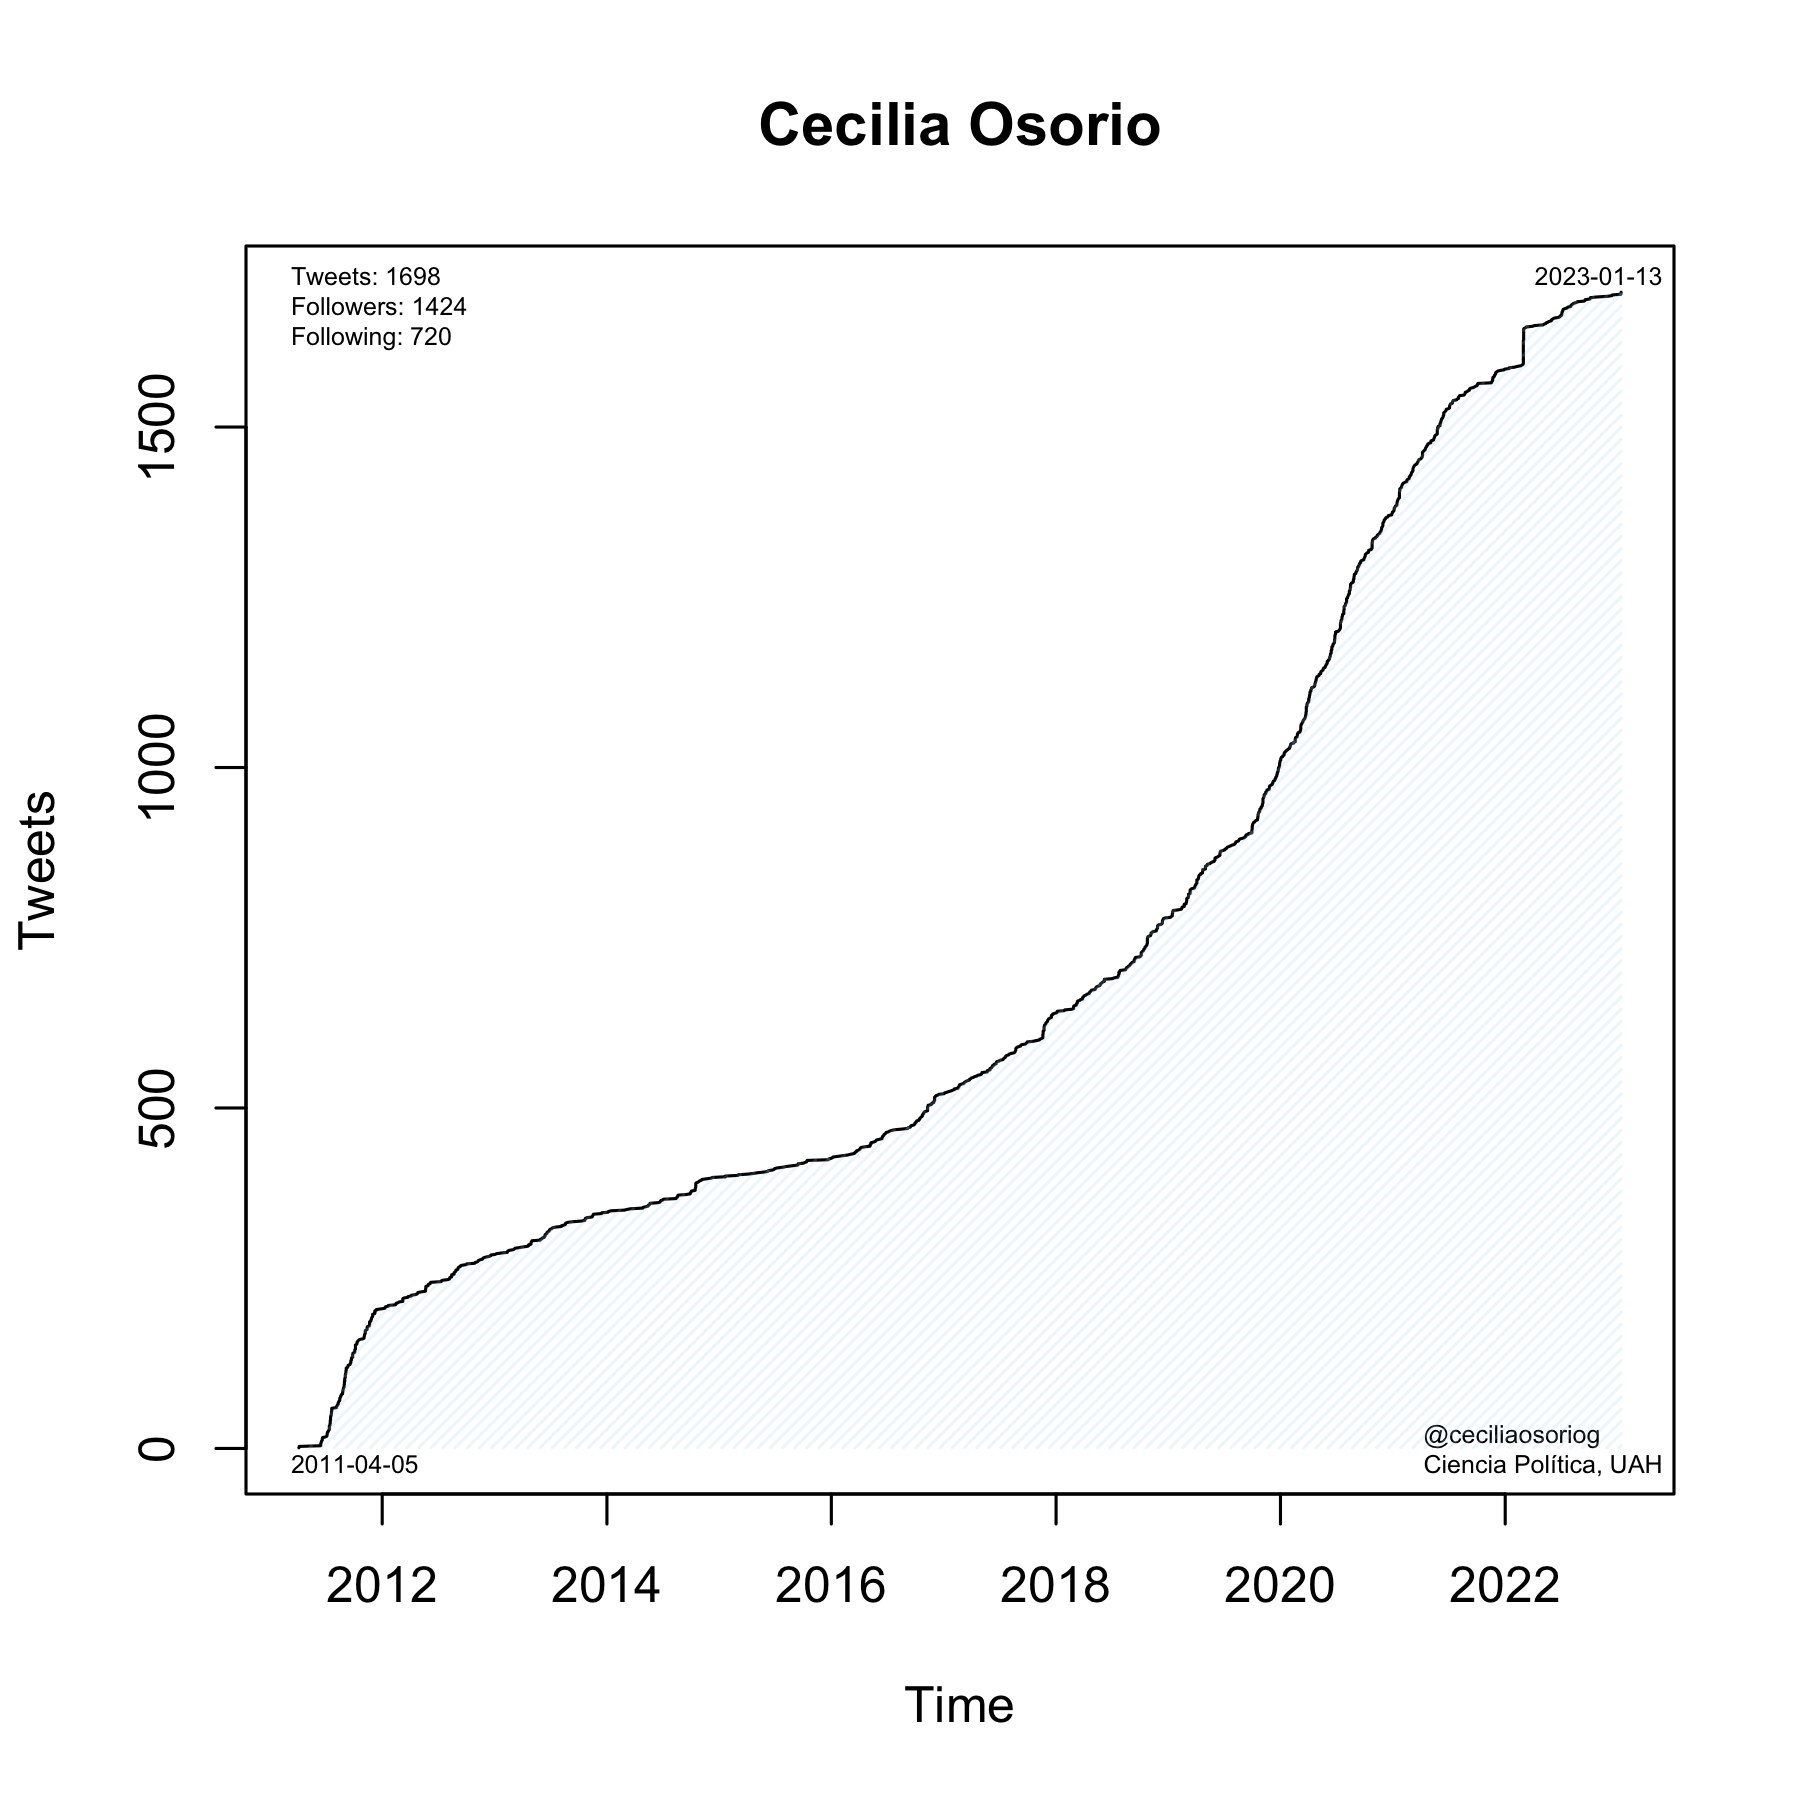 Cecilia Osorio
Tweets: 1698
Followers: 1424
Following: 720
2023-01-13
1500
1000
500
0
Tweets
2011-04-05
@ceciliaosoriog
Ciencia Política, UAH
2012
2014
2016
2018
2020
2022
Time